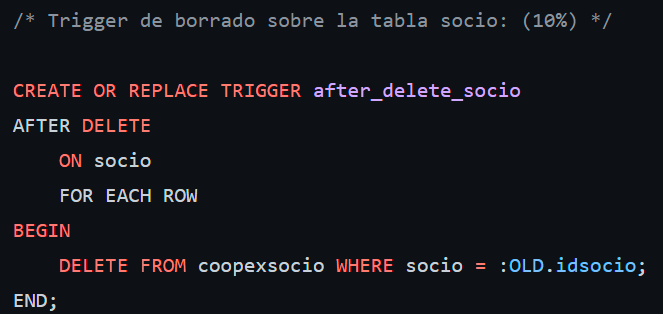 /* Trigger de borrado sobre la tabla socio: (10%) */
CREATE OR REPLACE TRIGGER after_delete_socio
AFTER DELETE
ON socio
FOR EACH ROW
BEGIN
DELETE FROM coopexsocio WHERE socio = :OLD.idsocio;
END;